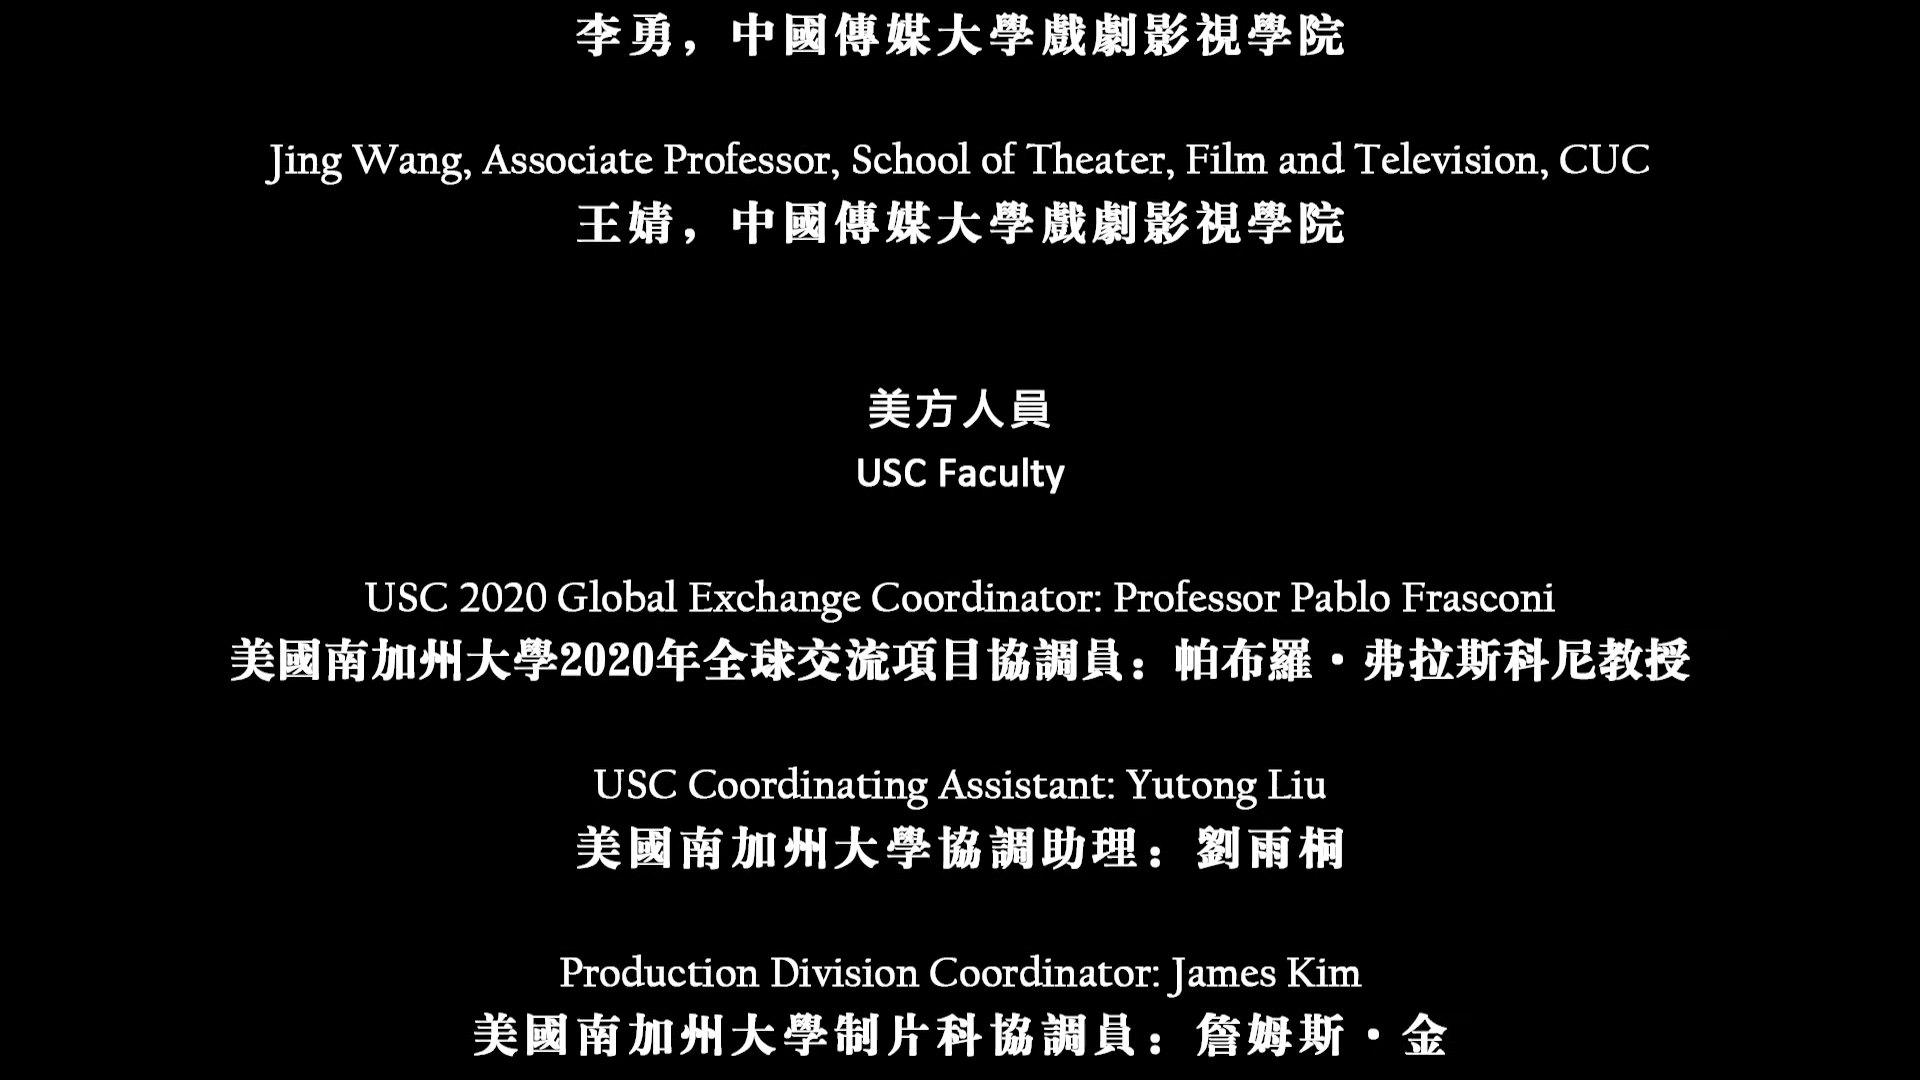 李勇，中國傳媒大學戲劇影視學院
Jing Wang, Associate Professor, School of Theater, Film and Television, CUC
王婧，中國傳媒大學戲劇影視學院
美方人員
USC Faculty
USC 2020 Global Exchange Coordinator: Professor Pablo Frasconi
美國南加州大學2020年全球交流項目協調員：帕布羅·弗拉斯科尼教授
USC Coordinating Assistant: Yutong Liu
美國南加州大學協調助理：劉雨桐
Production Division Coordinator: James Kim
美國南加州大學制片科協調員：詹姆斯·金